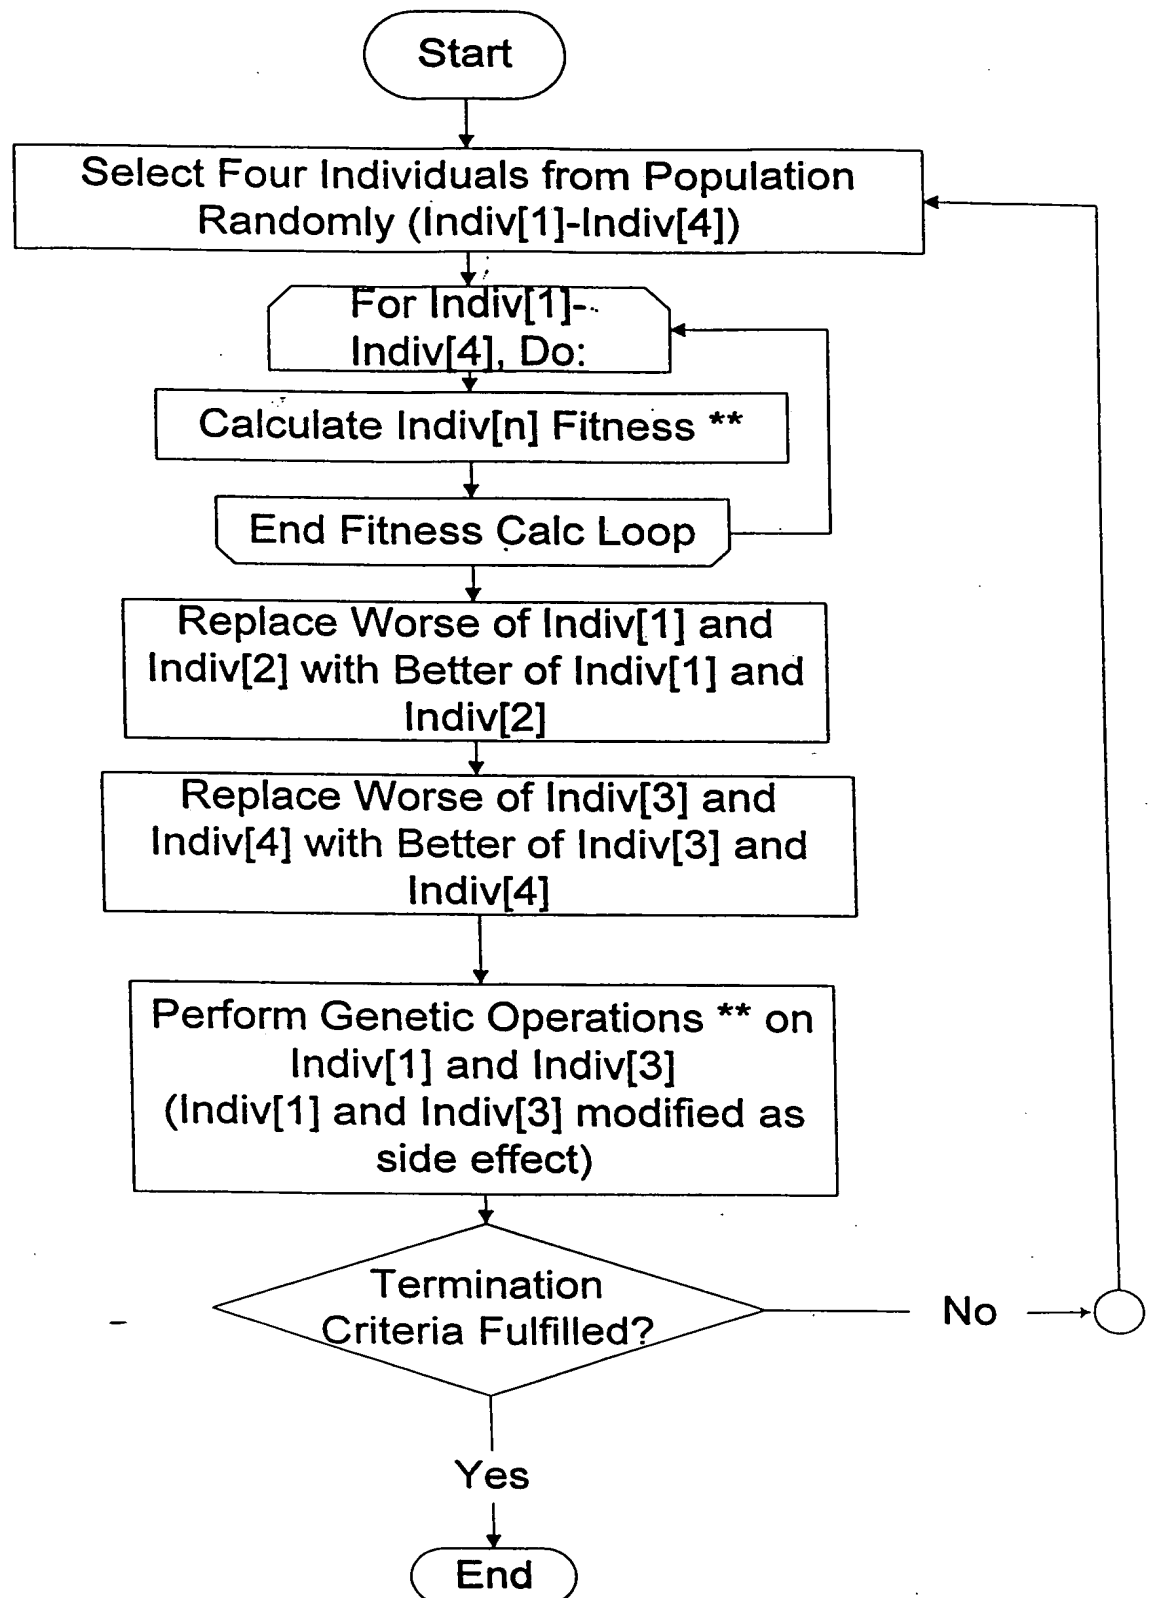 Start
Select Four Individuals from Population
Randomly (Indiv[1]-Indiv[4])
For Indiv[1]-
Indiv[4], Do:
Calculate Indiv[n] Fitness **
End Fitness Calc Loop
Replace Worse of Indiv[1] and
Indiv[2] with Better of Indiv[1] and
Indiv[2]
Replace Worse of Indiv[3] and
Indiv[4] with Better of Indiv[3] and
Indiv[4]
Perform Genetic Operations ** on
Indiv[1] and Indiv[3]
(Indiv[1] and Indiv[3] modified as
side effect)
Termination
Criteria Fulfilled?
No
Yes
End